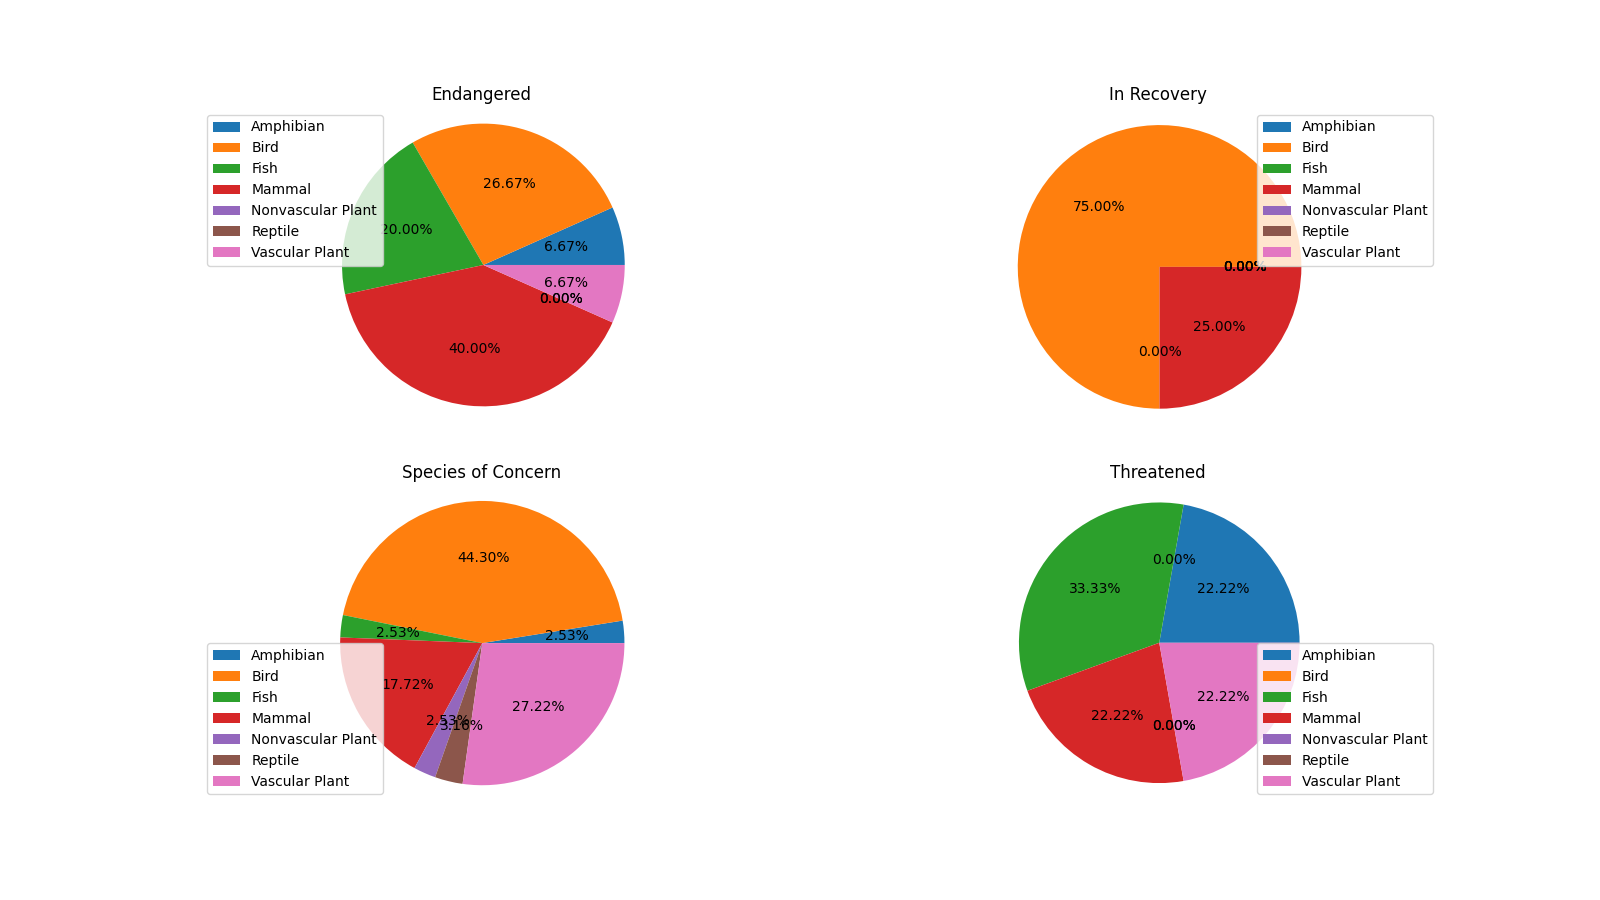 Endangered
Amphibian
Bird
Fish
Mammal
Nonvascular Plant
Reptile
Vascular Plant
26.67%
20.00%
6.67%
6.67%
0.00%
40.00%
In Recovery
Amphibian
Bird
Fish
Mammal
Nonvascular Plant
Reptile
Vascular Plant
75.00%
0.00%
25.00%
0.00%
Species of Concern
44.30%
2.53%
2.53%
Amphibian
Bird
Fish
Mammal
Nonvascular Plant
Reptile
Vascular Plant
17.72%
27.22%
2.53%
3.16%
Threatened
0.00%
33.33%
22.22%
Amphibian
Bird
Fish
Mammal
Nonvascular Plant
Reptile
Vascular Plant
22.22%
22.22%
0.00%